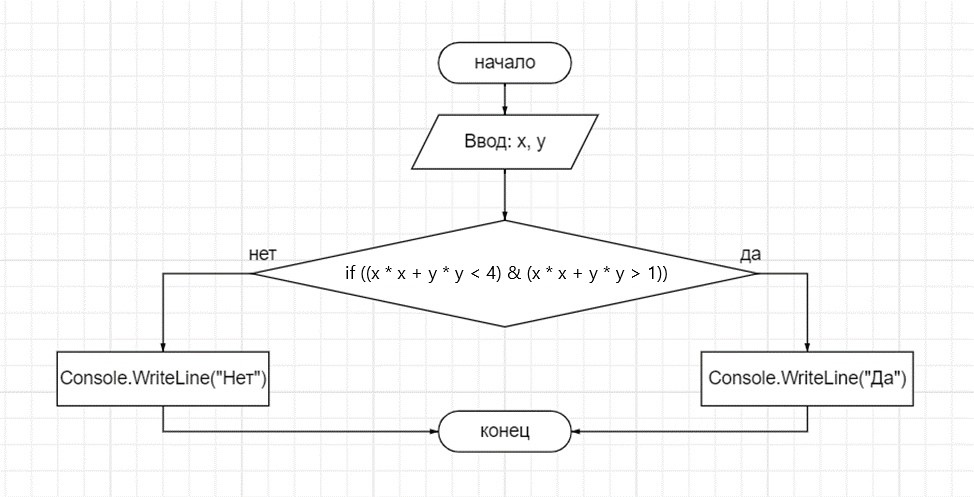 начало
Ввод: x, y
нет
да
if ((x * x + y * y < 4) & (x * x + y * y > 1))
Console.WriteLine("Нет")
Console.WriteLine("Да")
конец